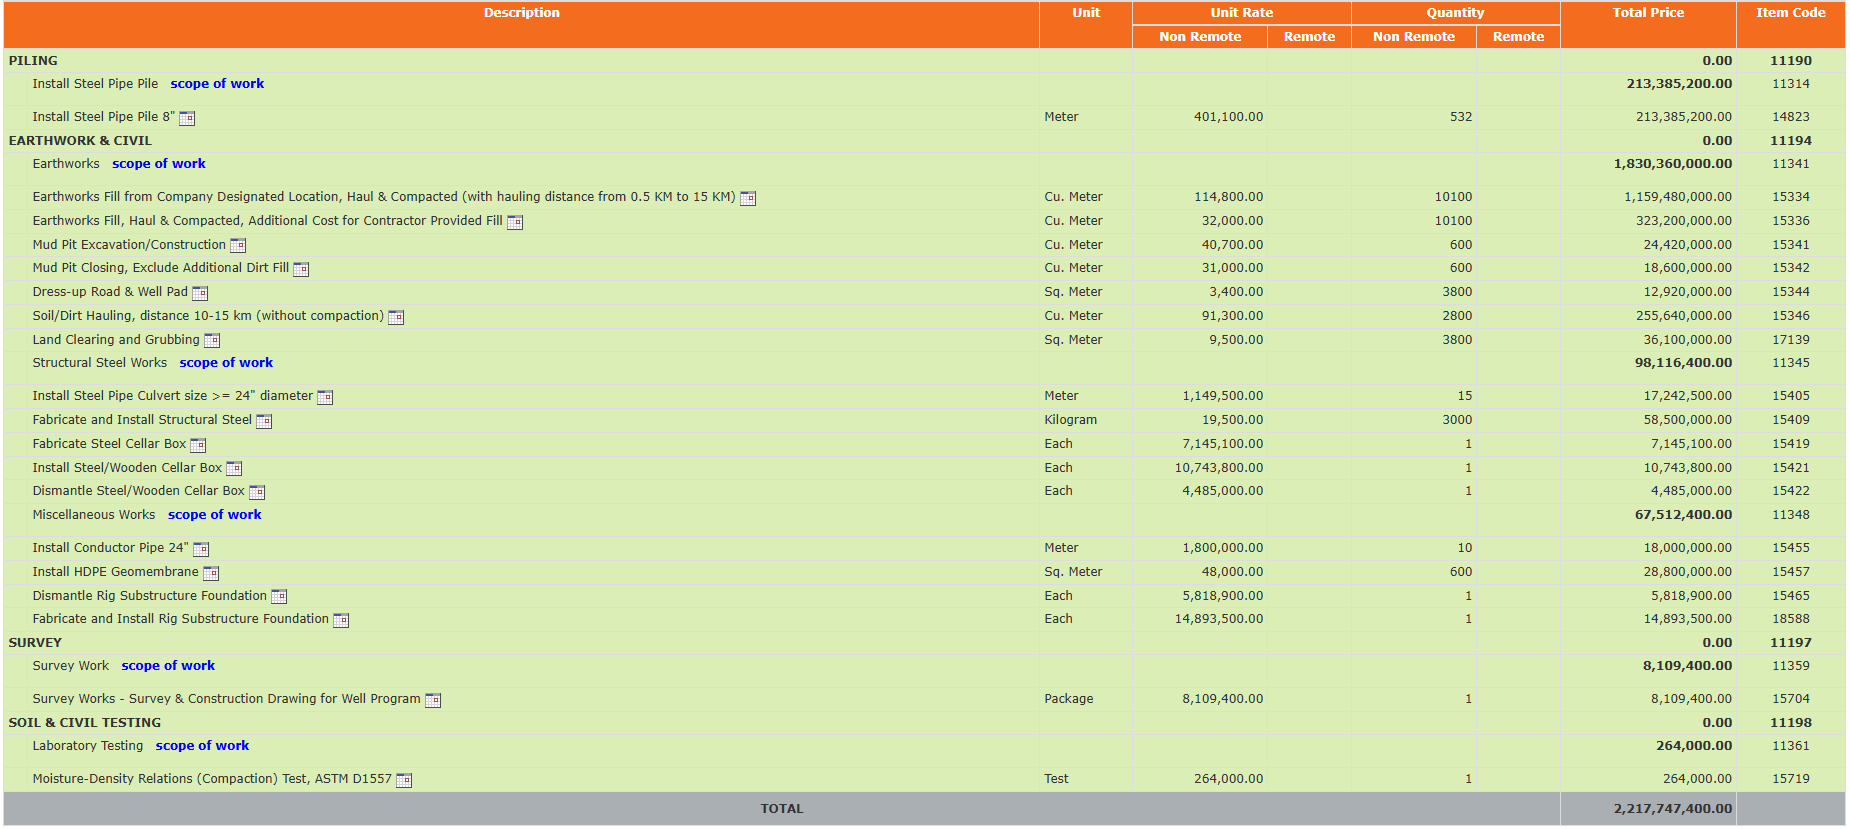 Description Unit Unit Rate Quantity Total Price Item Code
Non Remote Remote Non Remote Remote
PILING 0.00 11190
Install Steel Pipe Pile scope of work 213,385,200.00 11314
Install Steel Pipe Pile 8" Meter 401,100.00 532 213,385,200.00 14823
EARTHWORK & CIVIL 0.00 11194
Earthworks scope of work 1,830,360,000.00 11341
Earthworks Fill from Company Designated Location, Haul & Compacted (with hauling distance from 0.5 KM to 15 KM) Cu. Meter 114,800.00 10100 1,159,480,000.00 15334
Earthworks Fill, Haul & Compacted, Additional Cost for Contractor Provided Fill Cu. Meter 32,000.00 10100 323,200,000.00 15336
Mud Pit Excavation/Construction Cu. Meter 40,700.00 600 24,420,000.00 15341
Mud Pit Closing, Exclude Additional Dirt Fill Cu. Meter 31,000.00 600 18,600,000.00 15342
Dress-up Road & Well Pad Sq. Meter 3,400.00 3800 12,920,000.00 15344
Soil/Dirt Hauling, distance 10-15 km (without compaction) Cu. Meter 91,300.00 2800 255,640,000.00 15346
Land Clearing and Grubbing Sq. Meter 9,500.00 3800 36,100,000.00 17139
Structural Steel Works scope of work 98,116,400.00 11345
Install Steel Pipe Culvert size >= 24" diameter Meter 1,149,500.00 15 17,242,500.00 15405
Fabricate and Install Structural Steel Kilogram 19,500.00 3000 58,500,000.00 15409
Fabricate Steel Cellar Box Each 7,145,100.00 1 7,145,100.00 15419
Install Steel/Wooden Cellar Box Each 10,743,800.00 1 10,743,800.00 15421
Dismantle Steel/Wooden Cellar Box Each 4,485,000.00 1 4,485,000.00 15422
Miscellaneous Works scope of work 67,512,400.00 11348
Install Conductor Pipe 24" Meter 1,800,000.00 10 18,000,000.00 15455
Install HDPE Geomembrane Sq. Meter 48,000.00 600 28,800,000.00 15457
Dismantle Rig Substructure Foundation Each 5,818,900.00 1 5,818,900.00 15465
Fabricate and Install Rig Substructure Foundation Each 14,893,500.00 1 14,893,500.00 18588
SURVEY 0.00 11197
Survey Work scope of work 8,109,400.00 11359
Survey Works - Survey & Construction Drawing for Well Program Package 8,109,400.00 1 8,109,400.00 15704
SOIL & CIVIL TESTING 0.00 11198
Laboratory Testing scope of work 264,000.00 11361
Moisture-Density Relations (Compaction) Test, ASTM D1557 Test 264,000.00 1 264,000.00 15719
TOTAL 2,217,747,400.00